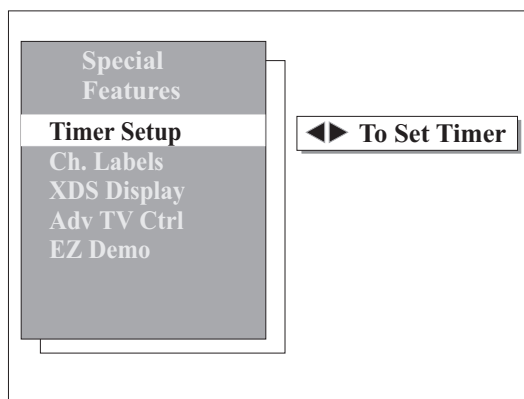 Special
Features
Timer Setup
Ch. Labels
XDS Display
Adv TV Ctrl
EZ Demo
◀▶ To Set Timer